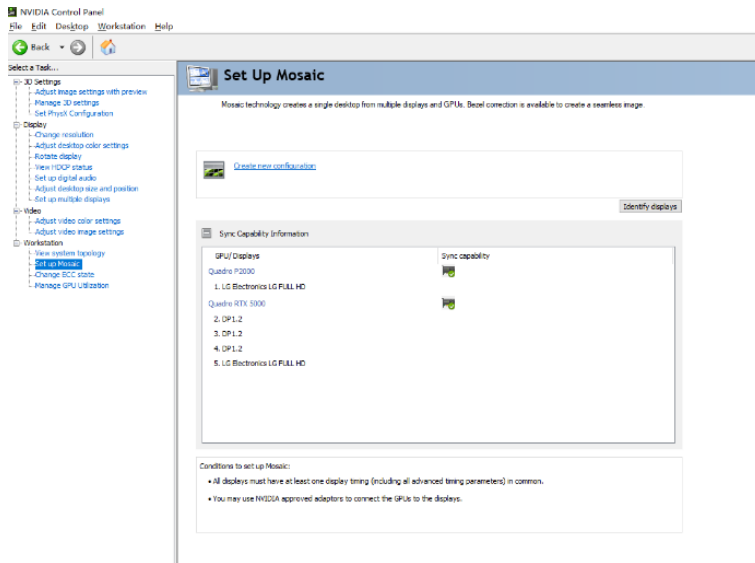 NVIDIA Control Panel
File Edit Desktop Workstation Help
Back
Select a Task...
3D Settings
Adjust image settings with preview
Manage 3D settings
Set PhysX Configuration
Display
Change resolution
Adjust desktop color settings
Rotate display
View HDCP status
Set up digital audio
Adjust desktop size and position
Set up multiple displays
Video
Adjust video color settings
Adjust video image settings
Workstation
View system topology
Set up Mosaic
Change ECC state
Manage GPU Utilization
Set Up Mosaic
Mosaic technology creates a single desktop from multiple displays and GPUs. Bezel correction is available to create a seamless image.
Create new configuration
Identify displays
Sync Capability Information
GPU/Displays Sync capability
Quadro P2000
1. LG Electronics LG FULL HD
Quadro RTX 5000
2. DP1.2
3. DP1.2
4. DP1.2
5. LG Electronics LG FULL HD
Conditions to set up Mosaic:
• All displays must have at least one display timing (including all advanced timing parameters) in common.
• You may use NVIDIA approved adaptors to connect the GPUs to the displays.